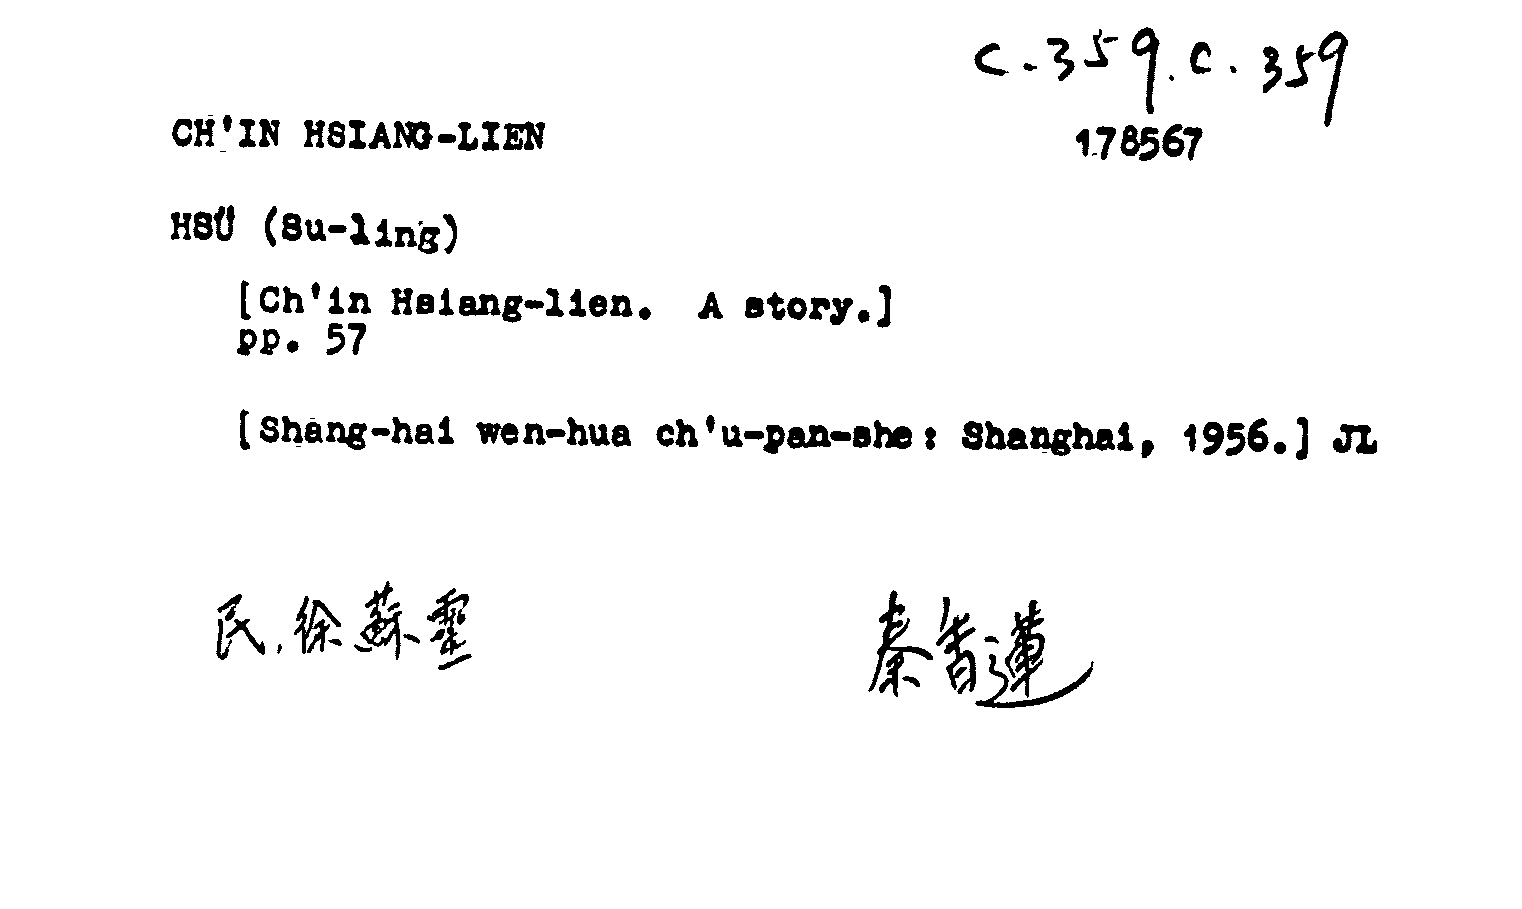 c.359.c.359
CH'IN HSIANG-LIEN
178567
HSÜ (Su-ling)
[Ch'in Hsiang-lien. A story.]
pp. 57
[Shang-hai wen-hua ch'u-pan-she: Shanghai, 1956.] JL
民.徐蘇靈
秦香蓮